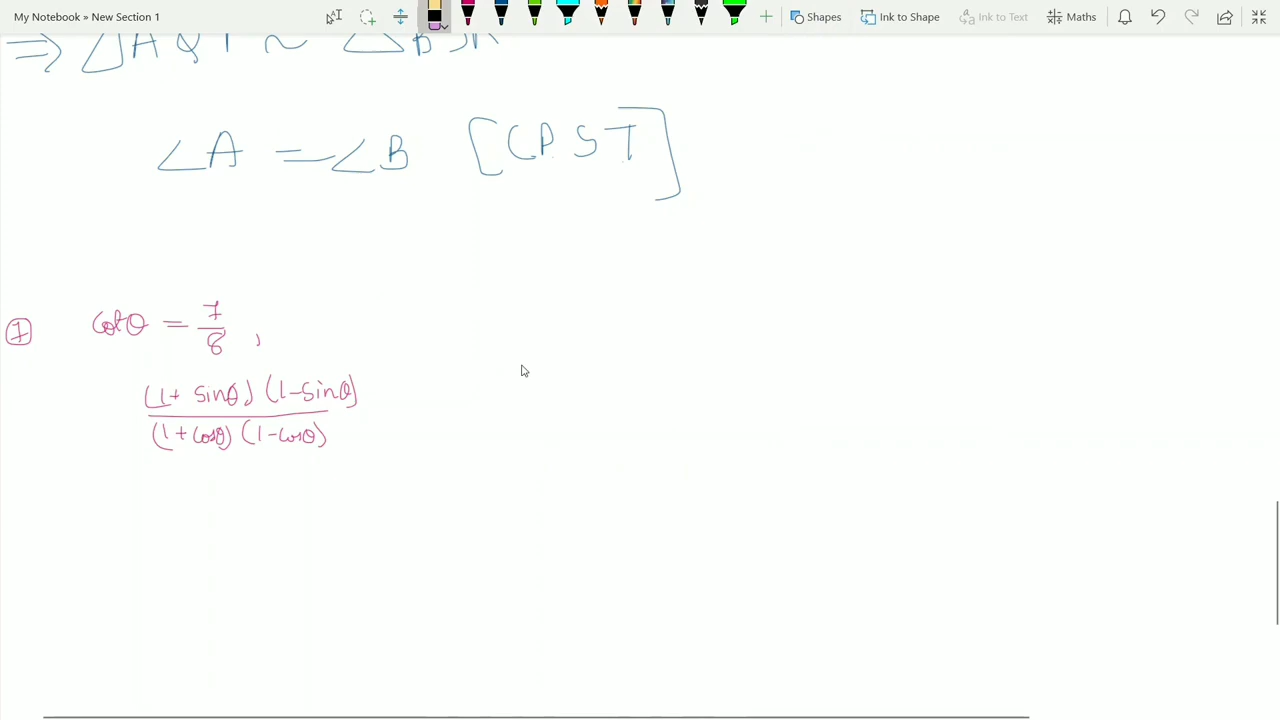 My Notebook » New Section 1
Shapes Ink to Shape Ink to Text Maths
∠A = ∠B [CPST]
⑦ cotθ = 7/8 ,
(1+ sinθ) (1-sinθ)
(1+cosθ) (1-cosθ)